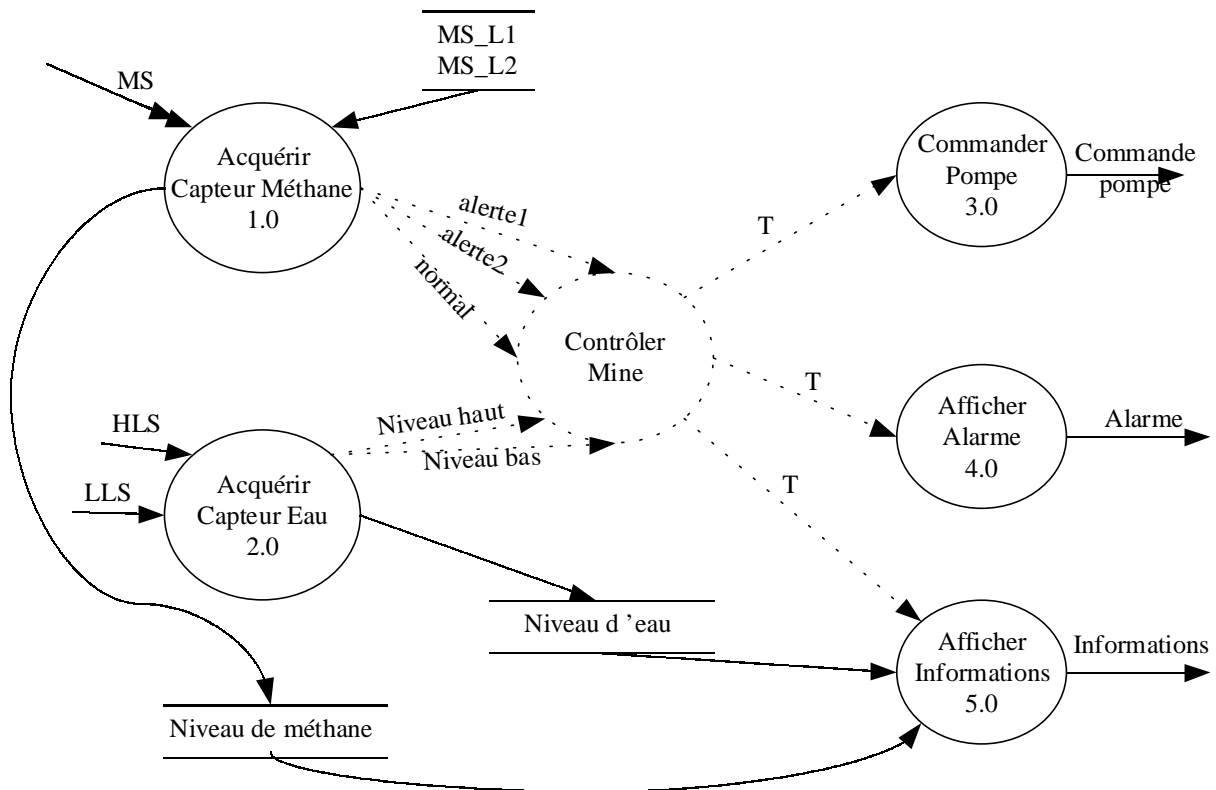 MS_L1
MS_L2
MS
Acquérir
Capteur Méthane
1.0
Commander
Pompe
3.0
Commande
pompe
alerte1
alerte2
normal
T
Contrôler
Mine
T
Afficher
Alarme
4.0
Alarme
HLS
LLS
Niveau haut
Niveau bas
Acquérir
Capteur Eau
2.0
T
Niveau d ’eau
Afficher
Informations
5.0
Informations
Niveau de méthane